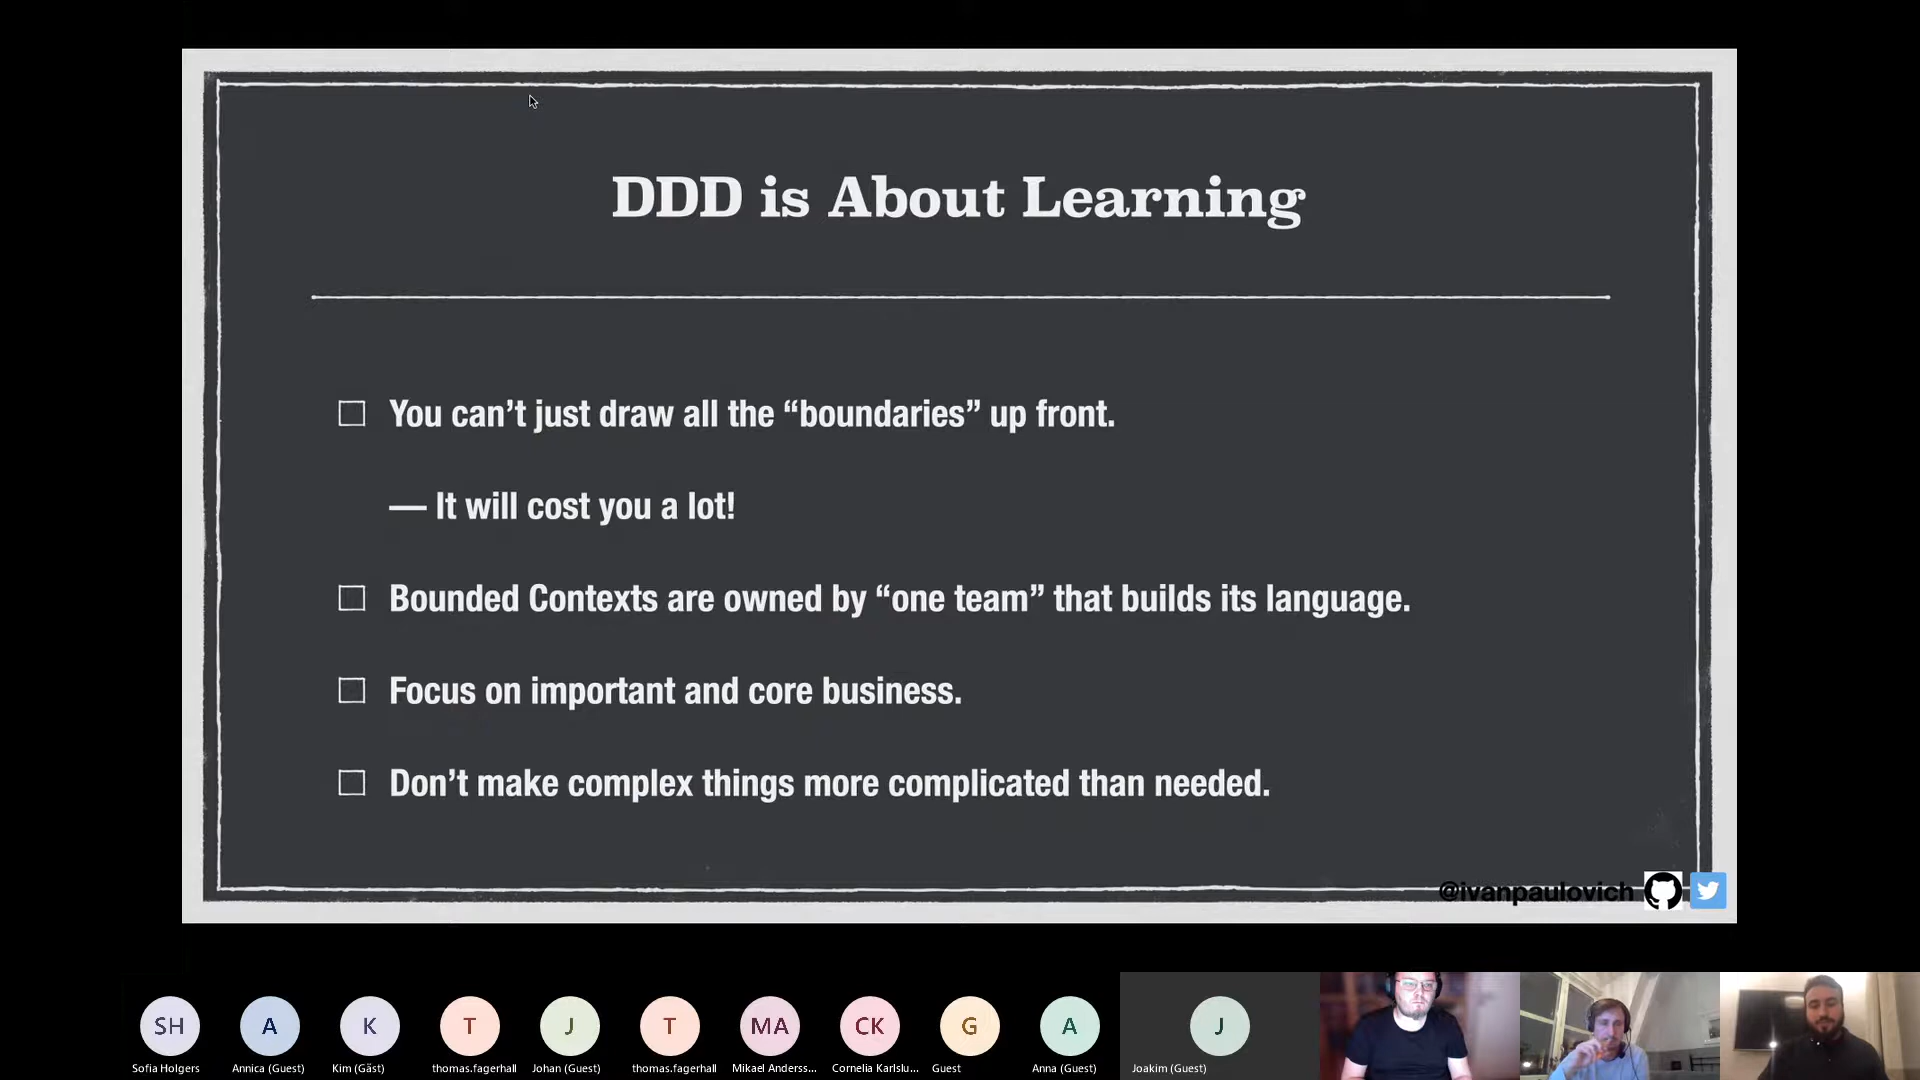 DDD is About Learning
You can’t just draw all the “boundaries” up front.
— It will cost you a lot!
Bounded Contexts are owned by “one team” that builds its language.
Focus on important and core business.
Don’t make complex things more complicated than needed.
@ivanpaulovich
SH
A
K
T
J
T
MA
CK
G
A
J
Sofia Holgers
Annica (Guest)
Kim (Gäst)
thomas.fagerhall
Johan (Guest)
thomas.fagerhall
Mikael Anderss...
Cornelia Karlslu...
Guest
Anna (Guest)
Joakim (Guest)